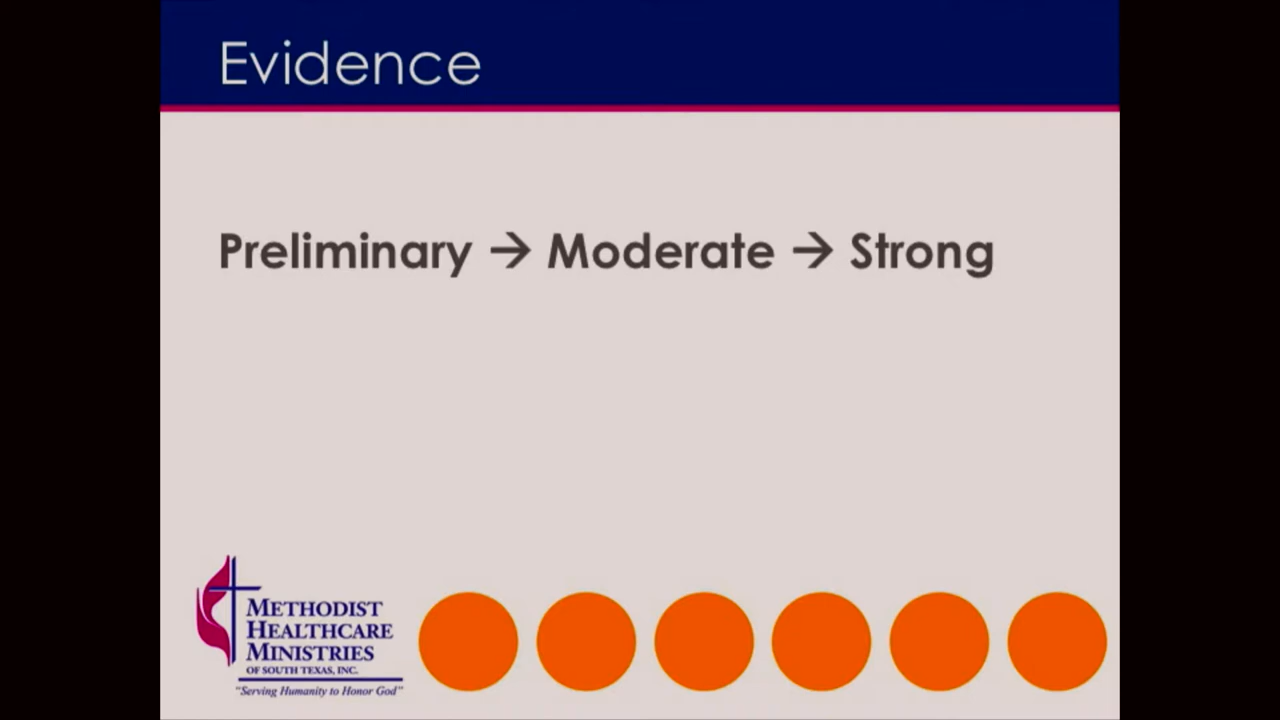 Evidence
Preliminary → Moderate → Strong
METHODIST
HEALTHCARE
MINISTRIES
OF SOUTH TEXAS, INC.
"Serving Humanity to Honor God"